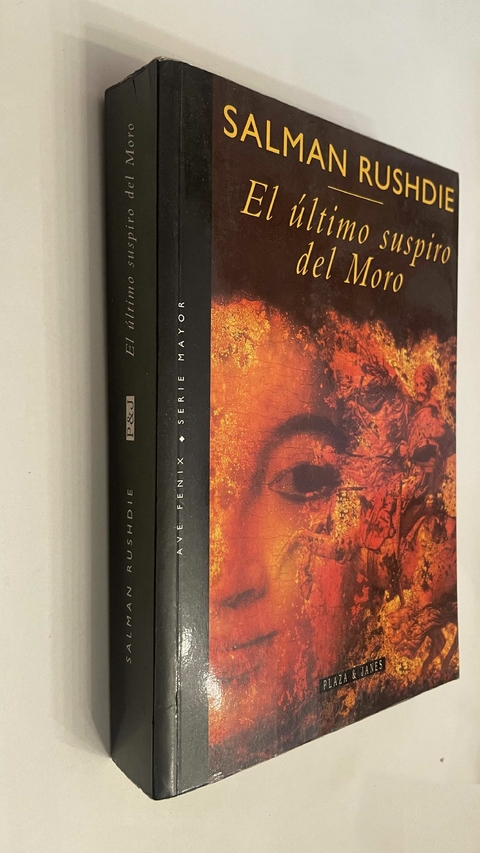 SALMAN RUSHDIE
El último suspiro
del Moro
PLAZA & JANES
AVE FENIX ◆ SERIE MAYOR
SALMAN RUSHDIE
P&J
El último suspiro del Moro